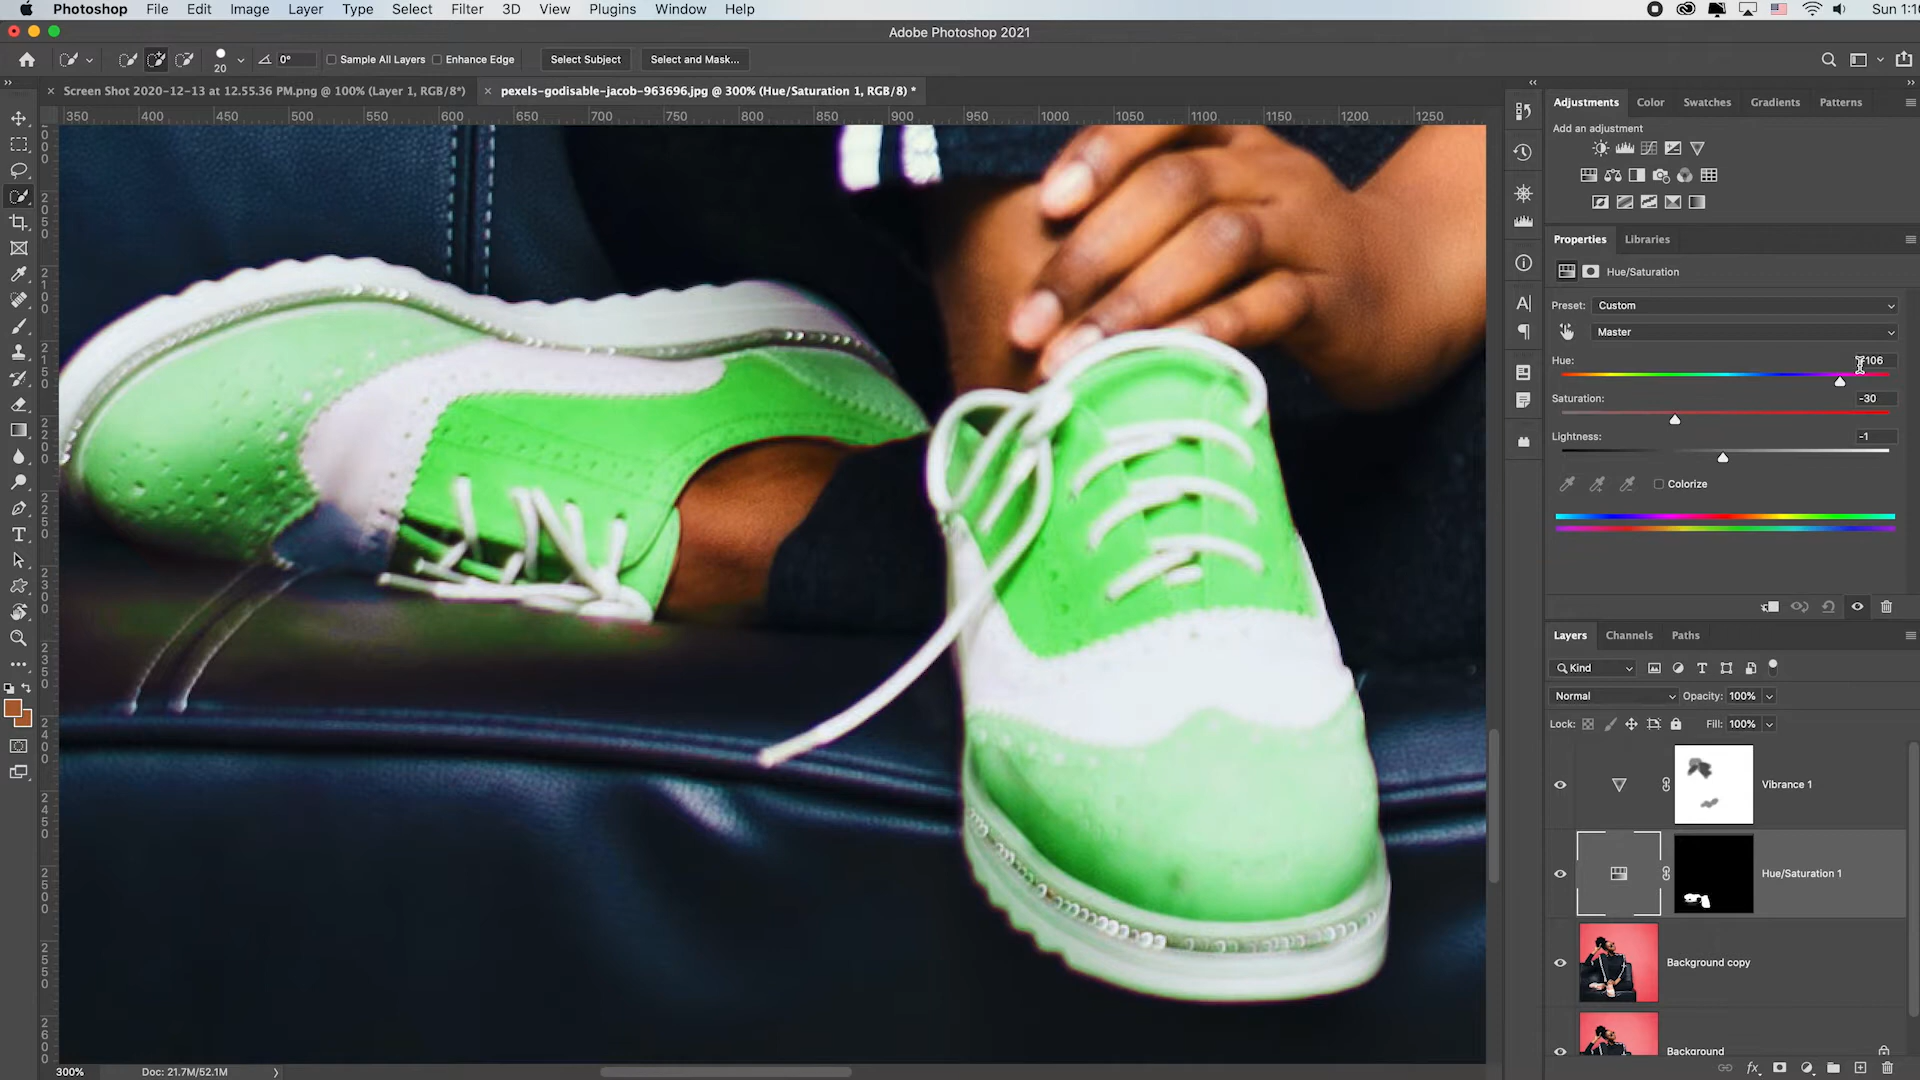 Photoshop File Edit Image Layer Type Select Filter 3D View Plugins Window Help
Adobe Photoshop 2021
20 0° Sample All Layers Enhance Edge Select Subject Select and Mask...
Screen Shot 2020-12-13 at 12.55.36 PM.png @ 100% (Layer 1, RGB/8*) pexels-godisable-jacob-963696.jpg @ 300% (Hue/Saturation 1, RGB/8) *
350 400 450 500 550 600 650 700 750 800 850 900 950 1000 1050 1100 1150 1200 1250
Adjustments Color Swatches Gradients Patterns
Add an adjustment
Properties Libraries
Hue/Saturation
Preset: Custom
Master
Hue: 106
Saturation: -30
Lightness: -1
Colorize
Layers Channels Paths
Kind
Normal Opacity: 100%
Lock: Fill: 100%
Vibrance 1
Hue/Saturation 1
Background copy
Background
300% Doc: 21.7M/52.1M